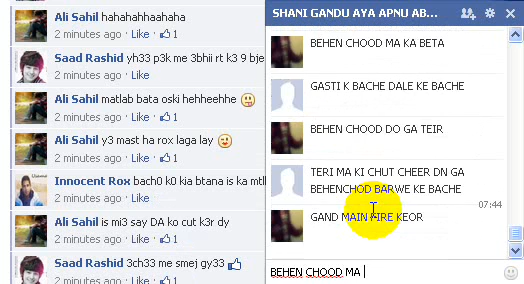 Ali Sahil hahahahhaahaha
2 minutes ago · Like · 1
Saad Rashid yh33 p3k me 3bhii rt k3 9 bje
2 minutes ago · Like · 1
Ali Sahil matlab bata oski hehheehhe
2 minutes ago · Like · 1
Ali Sahil y3 mast ha rox laga lay
2 minutes ago · Like · 1
Innocent Rox bach0 k0 kia btana is ka mtl
2 minutes ago · Like · 1
Ali Sahil is mi3 say DA ko cut k3r dy
2 minutes ago · Like · 1
Saad Rashid 3ch33 me smej gy33
SHANI GANDU AYA APNU AB...
BEHEN CHOOD MA KA BETA
GASTI K BACHE DALE KE BACHE
BEHEN CHOOD DO GA TEIR
TERI MA KI CHUT CHEER DN GA
BEHENCHOD BARWE KE BACHE
07:44
GAND MAIN FIRE KEOR
BEHEN CHOOD MA